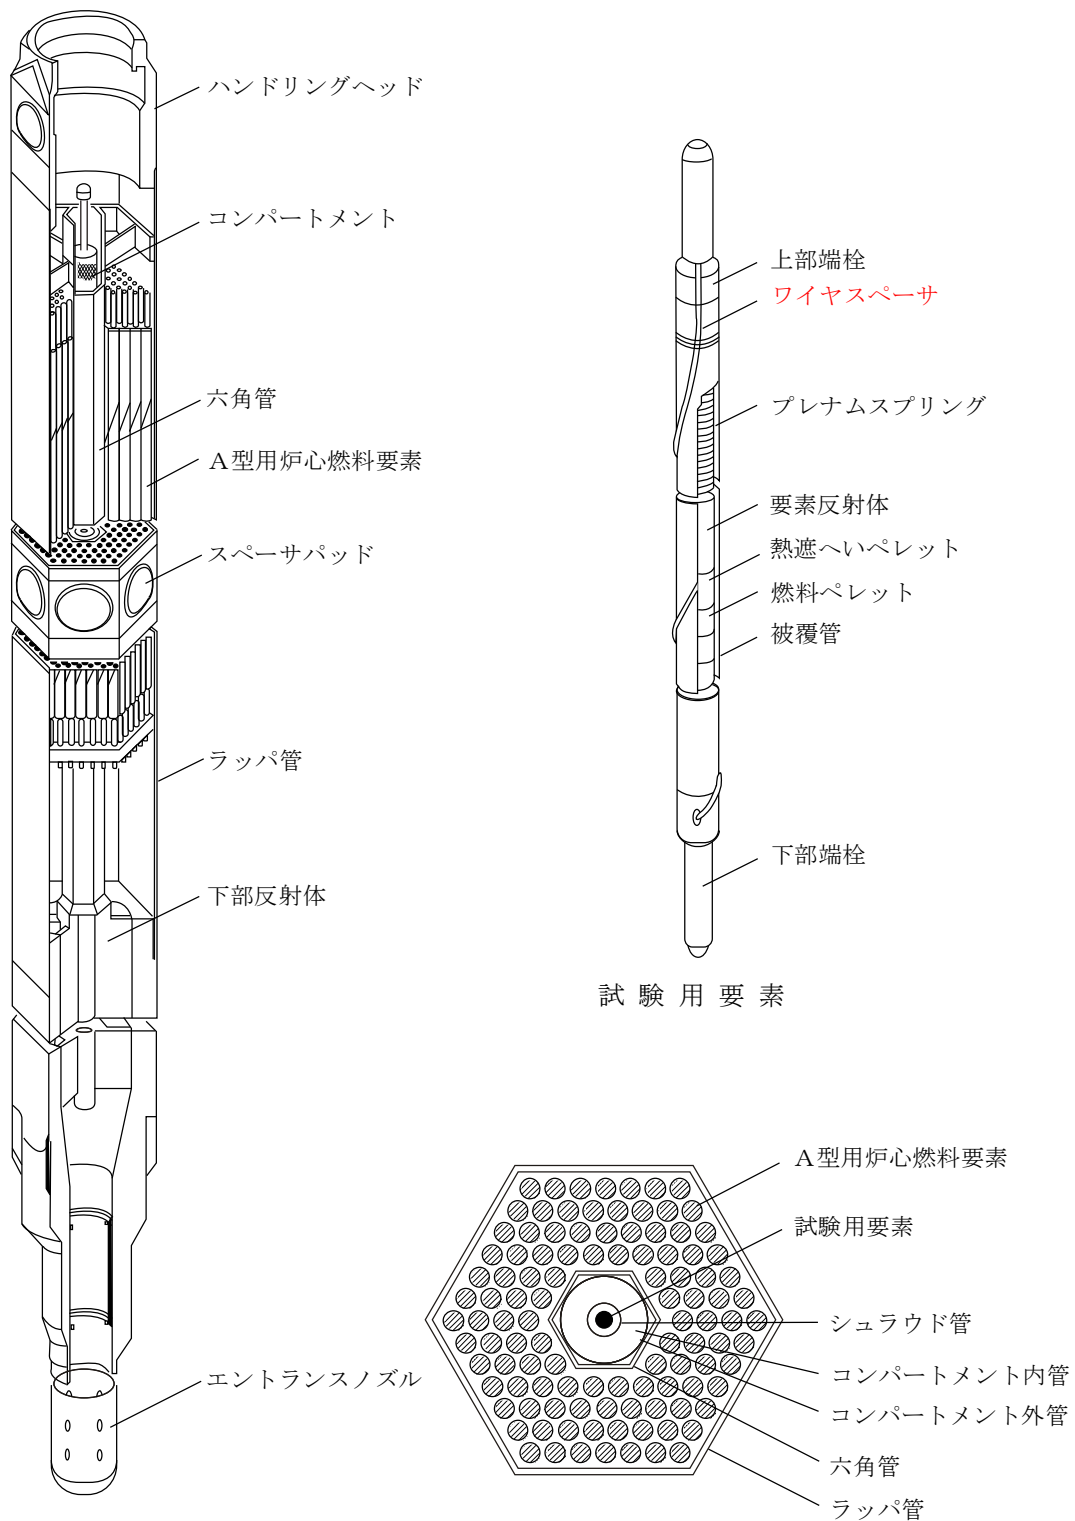 ハンドリングヘッド
コンパートメント
六角管
A型用炉心燃料要素
スペーサパッド
ラッパ管
下部反射体
エントランスノズル
上部端栓
ワイヤスペーサ
プレナムスプリング
要素反射体
熱遮へいペレット
燃料ペレット
被覆管
下部端栓
試験用要素
A型用炉心燃料要素
試験用要素
シュラウド管
コンパートメント内管
コンパートメント外管
六角管
ラッパ管